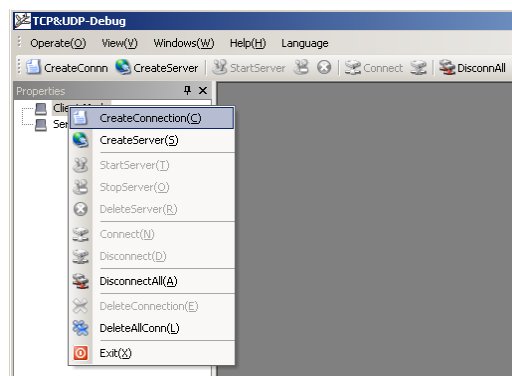 TCP&UDP-Debug
Operate(O) View(V) Windows(W) Help(H) Language
CreateConnn CreateServer StartServer Connect DisconnAll
Properties
CreateConnection(C)
CreateServer(S)
StartServer(T)
StopServer(O)
DeleteServer(R)
Connect(N)
Disconnect(D)
DisconnectAll(A)
DeleteConnection(E)
DeleteAllConn(L)
Exit(X)